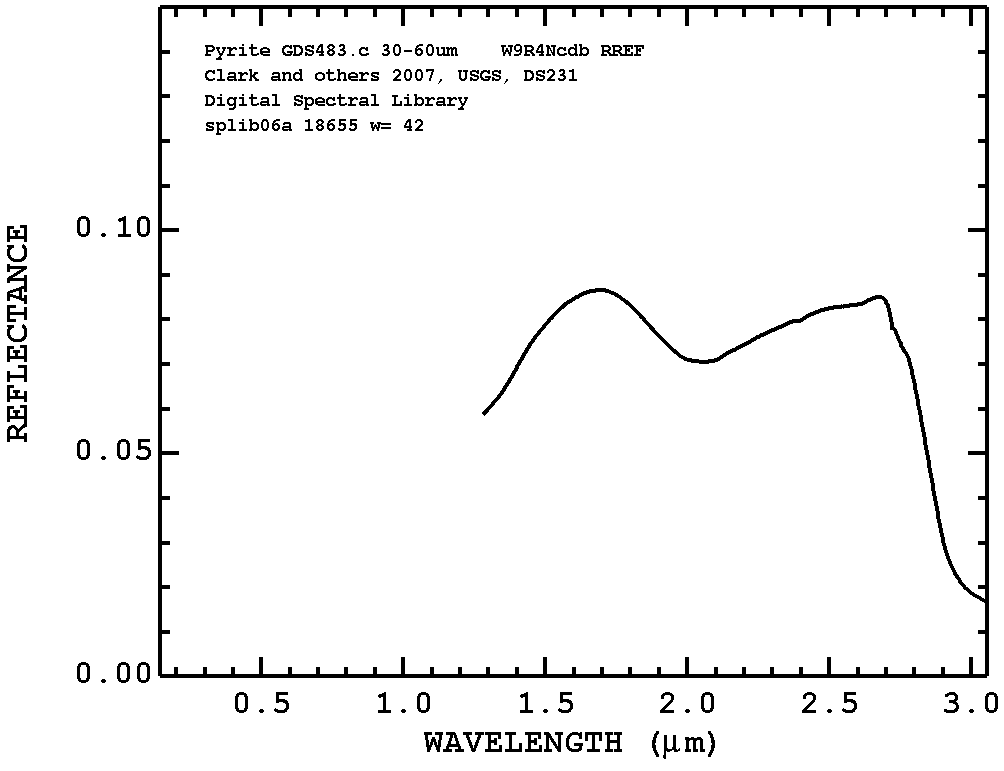 Pyrite GDS483.c 30-60um    W9R4Ncdb RREF
Clark and others 2007, USGS, DS231
Digital Spectral Library
splib06a 18655 w= 42
REFLECTANCE
0.10
0.05
0.00
0.5 1.0 1.5 2.0 2.5 3.0
WAVELENGTH (μm)